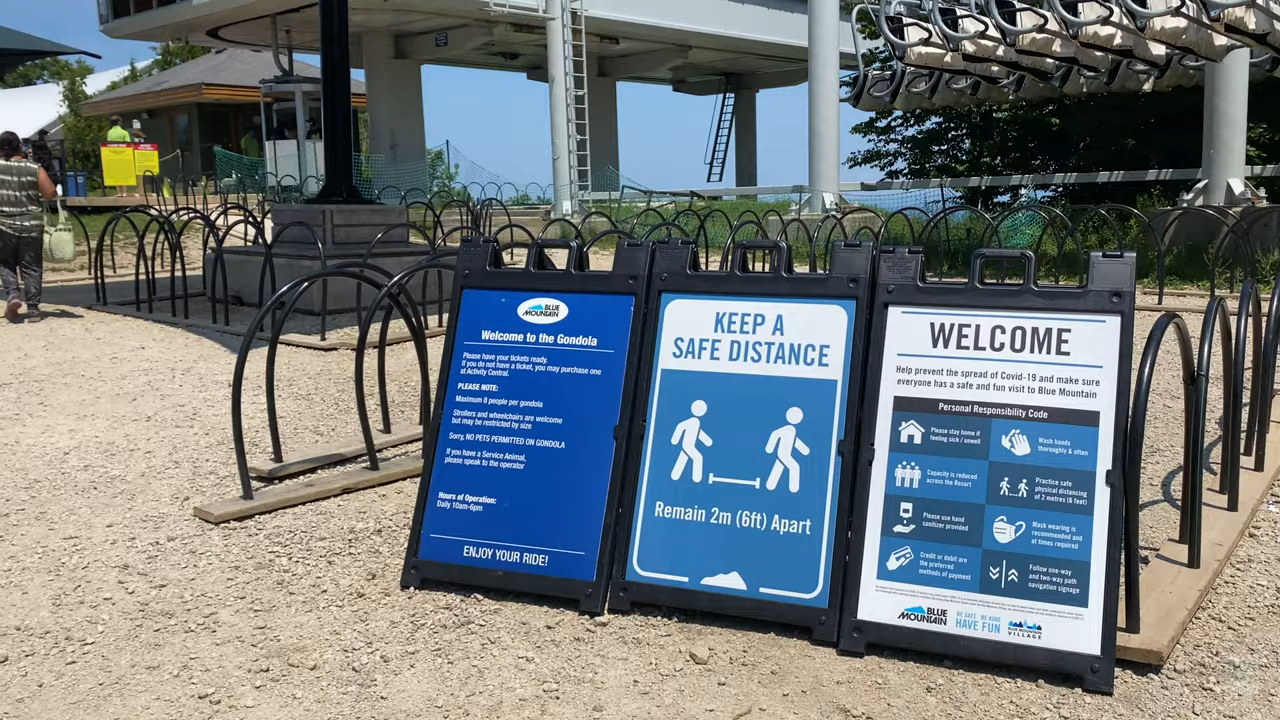 BLUE
MOUNTAIN
Welcome to the Gondola
Please have your tickets ready.
If you do not have a ticket, you may purchase one
at Activity Central.
PLEASE NOTE:
Maximum 8 people per gondola
Strollers and wheelchairs are welcome
but may be restricted by size
Sorry, NO PETS PERMITTED ON GONDOLA
If you have a Service Animal,
please speak to the operator
Hours of Operation:
Daily 10am-6pm
ENJOY YOUR RIDE!
KEEP A
SAFE DISTANCE
Remain 2m (6ft) Apart
WELCOME
Help prevent the spread of Covid-19 and make sure
everyone has a safe and fun visit to Blue Mountain
Personal Responsibility Code
Please stay home if
feeling sick / unwell
Wash hands
thoroughly & often
Capacity is reduced
across the Resort
Practice safe
physical distancing
of 2 metres (6 feet)
Please use hand
sanitizer provided
Mask wearing is
recommended and
at times required
Credit or debit are
the preferred
methods of payment
Follow one-way
and two-way path
navigation signage
BLUE
MOUNTAIN
BE SAFE BE KIND
HAVE FUN
BLUE MOUNTAIN
VILLAGE